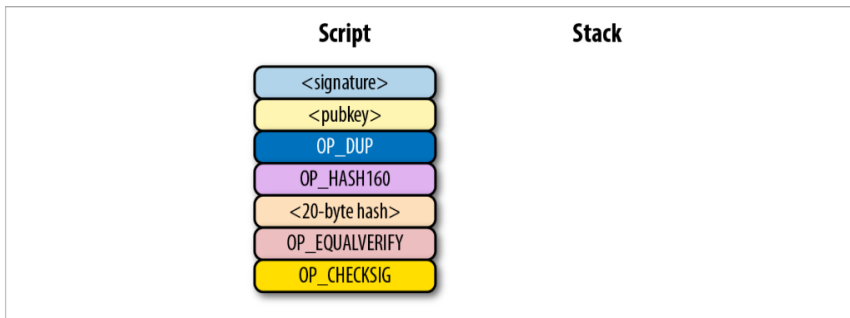 Script Stack
<signature>
<pubkey>
OP_DUP
OP_HASH160
<20-byte hash>
OP_EQUALVERIFY
OP_CHECKSIG